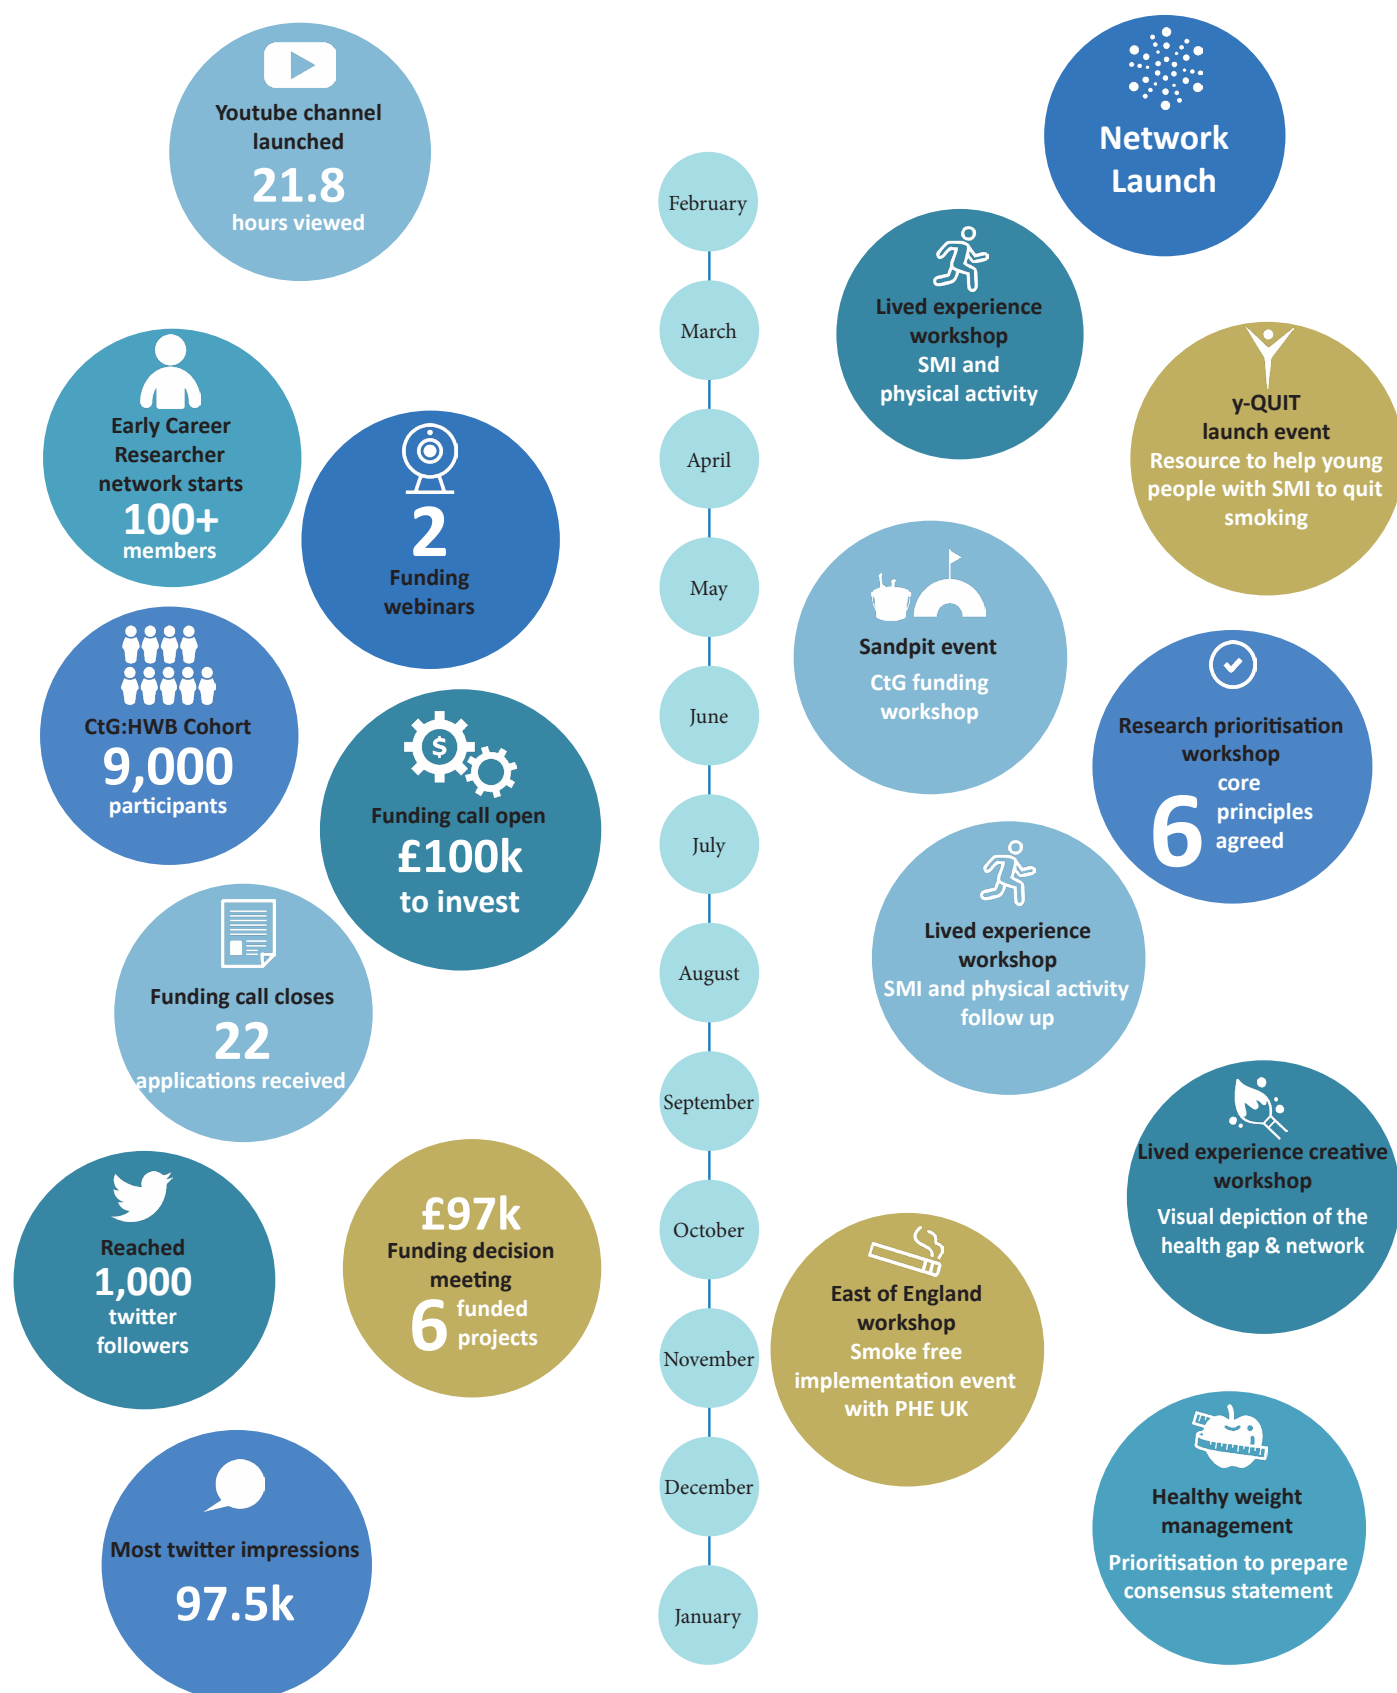 Youtube channel
launched
21.8
hours viewed
Early Career
Researcher
network starts
100+
members
2
Funding
webinars
CtG:HWB Cohort
9,000
participants
$
Funding call open
£100k
to invest
Funding call closes
22
applications received
Reached
1,000
twitter
followers
£97k
Funding decision
meeting
6 funded
projects
Most twitter impressions
97.5k
February
March
April
May
June
July
August
September
October
November
December
January
Network
Launch
Lived experience
workshop
SMI and
physical activity
y-QUIT
launch event
Resource to help young
people with SMI to quit
smoking
Sandpit event
CtG funding
workshop
Research prioritisation
workshop
6 core
principles
agreed
Lived experience
workshop
SMI and physical activity
follow up
Lived experience creative
workshop
Visual depiction of the
health gap & network
East of England
workshop
Smoke free
implementation event
with PHE UK
Healthy weight
management
Prioritisation to prepare
consensus statement